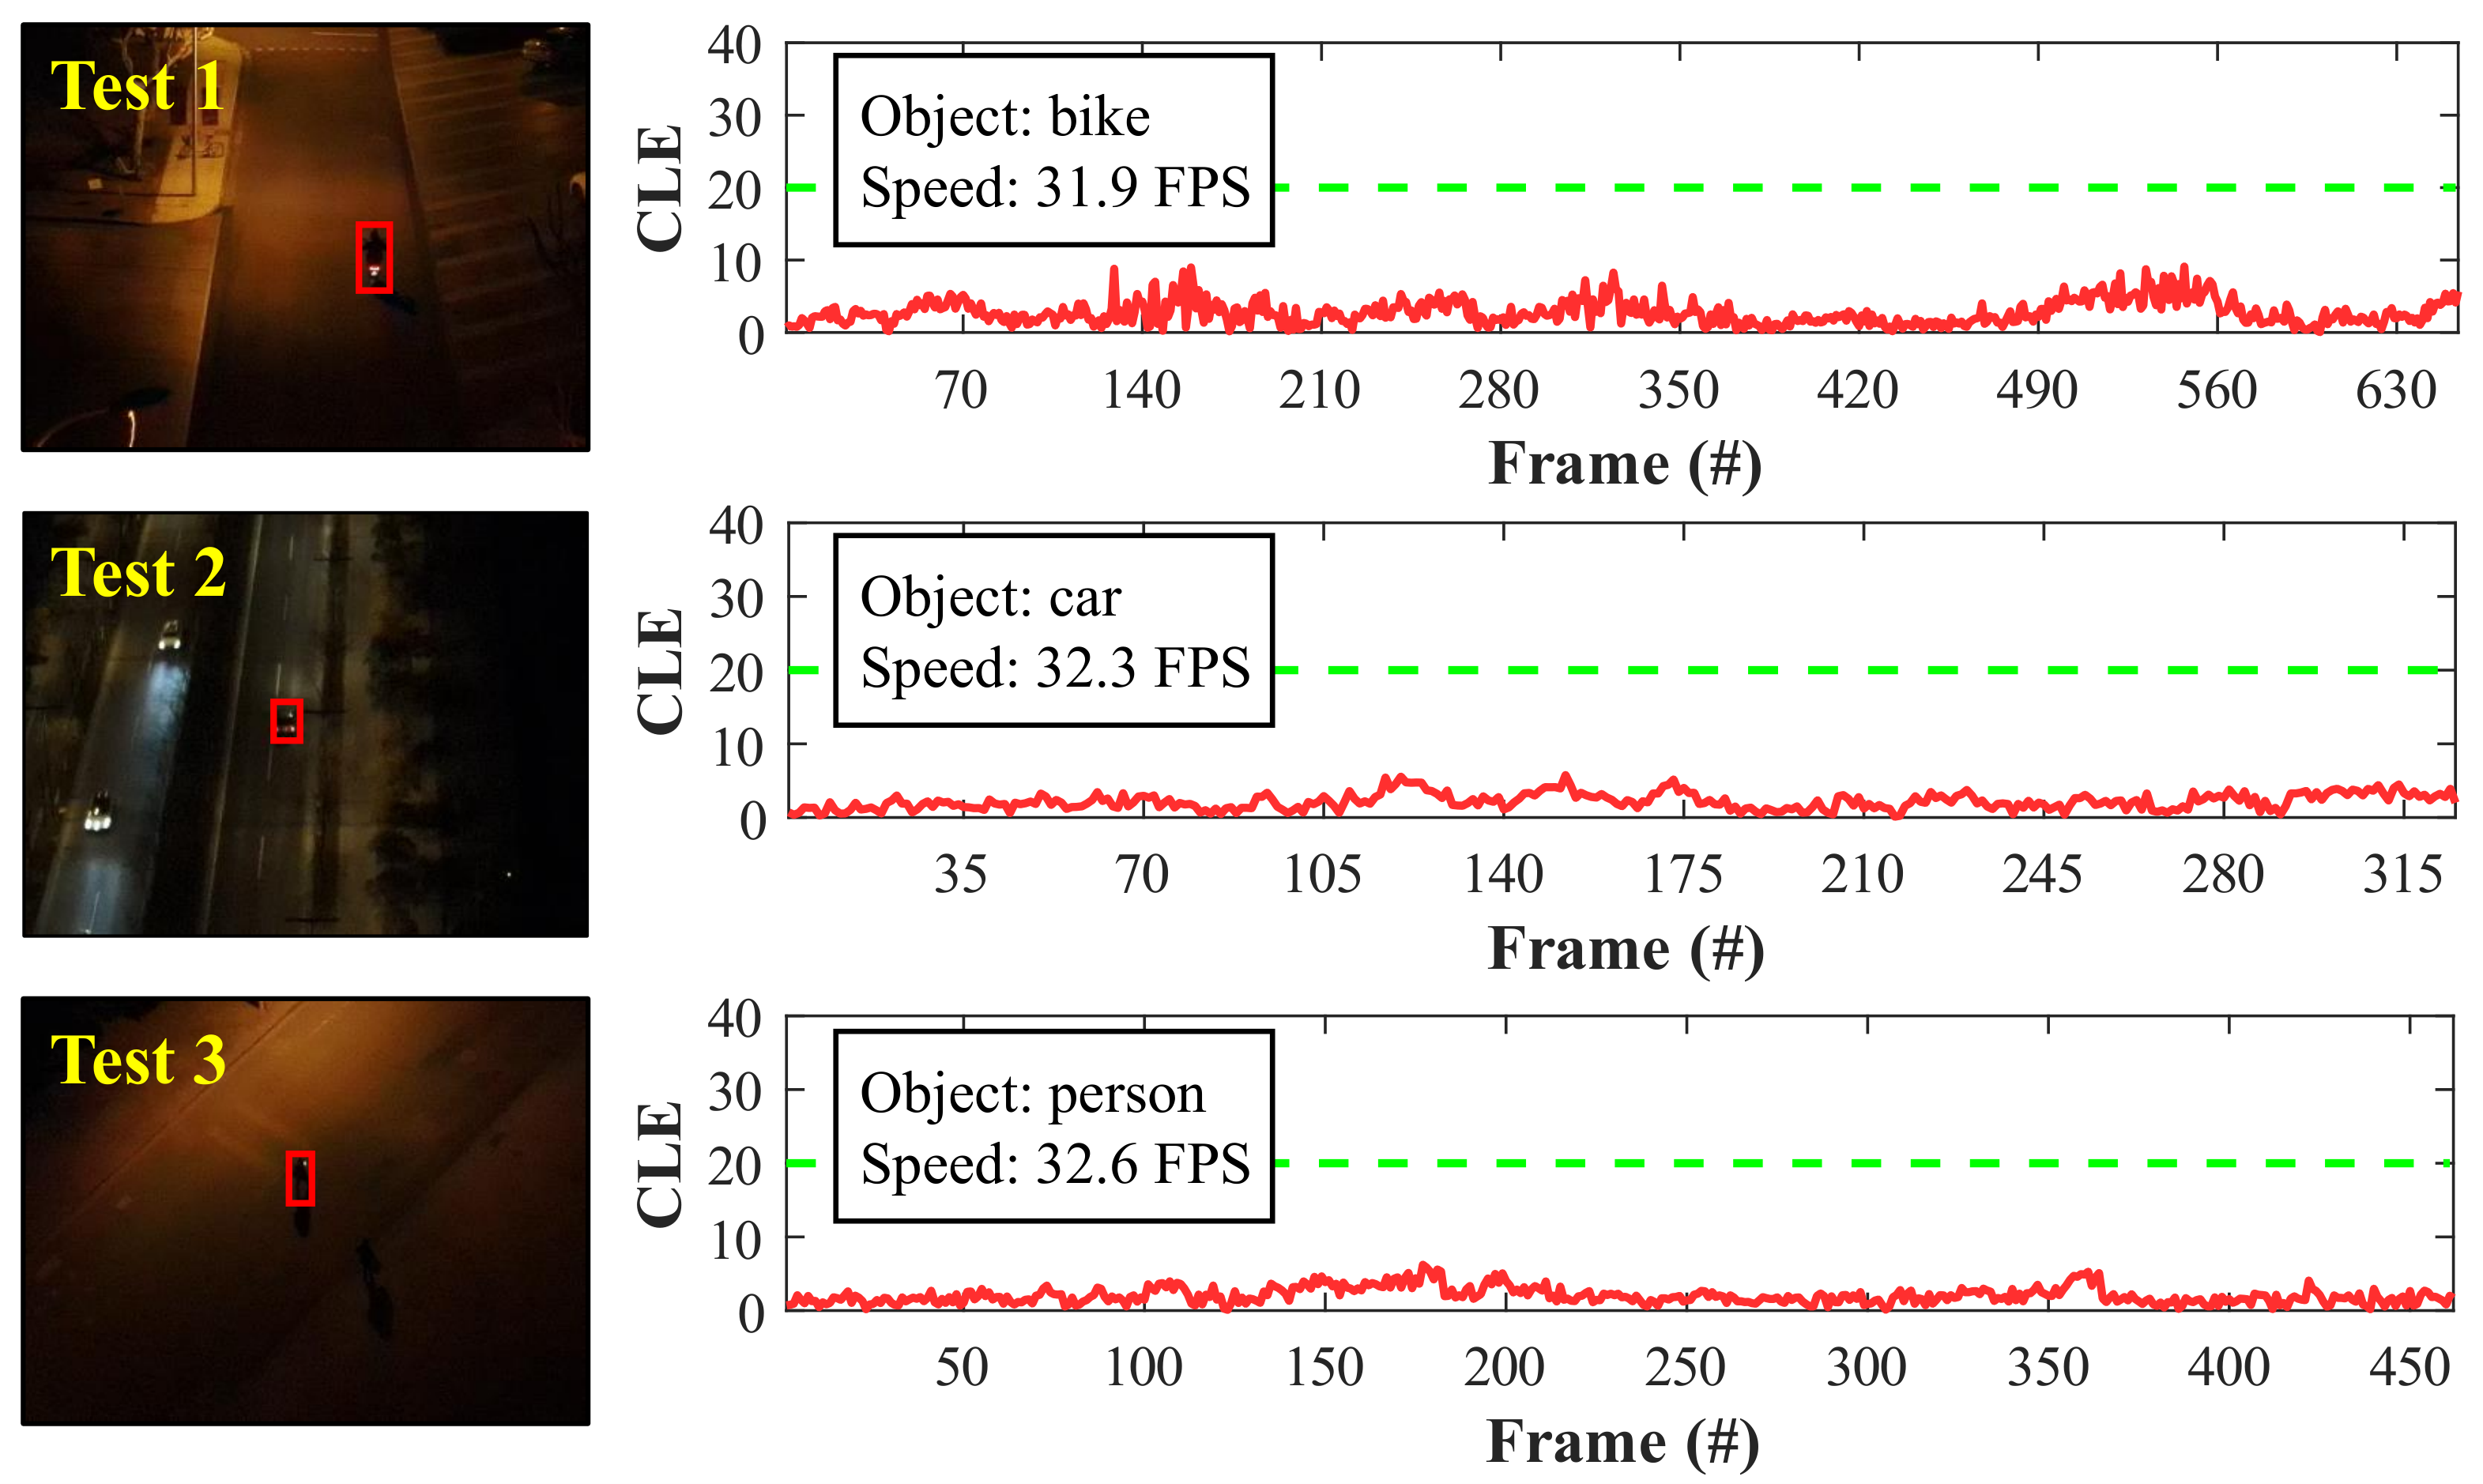 Test 1
CLE
40
30
20
10
0
Object: bike
Speed: 31.9 FPS
70 140 210 280 350 420 490 560 630
Frame (#)
Test 2
CLE
40
30
20
10
0
Object: car
Speed: 32.3 FPS
35 70 105 140 175 210 245 280 315
Frame (#)
Test 3
CLE
40
30
20
10
0
Object: person
Speed: 32.6 FPS
50 100 150 200 250 300 350 400 450
Frame (#)